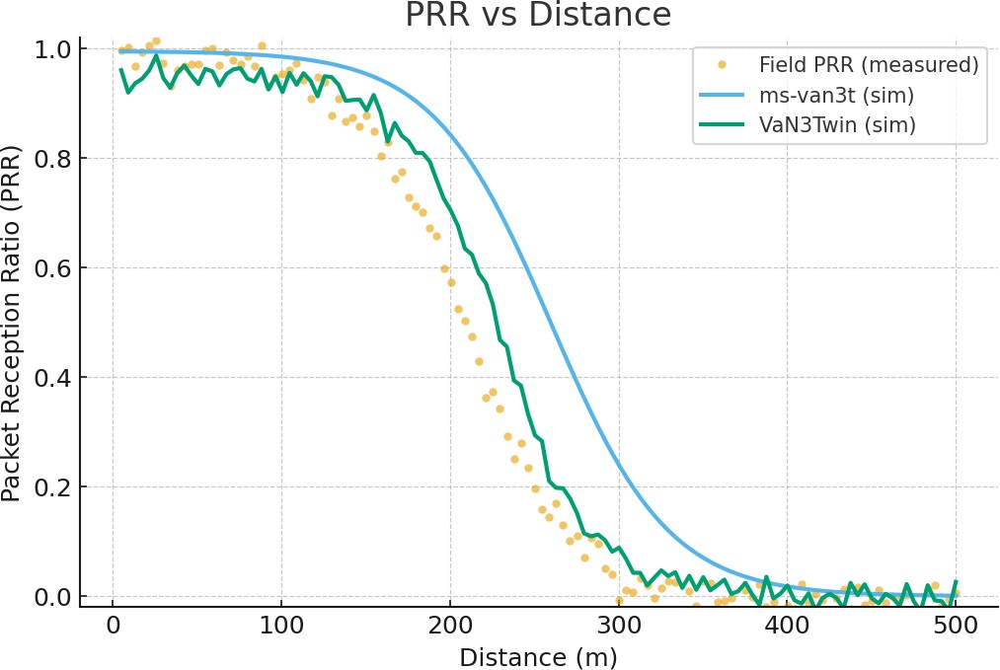 PRR vs Distance
Field PRR (measured)
ms-van3t (sim)
VaN3Twin (sim)
Packet Reception Ratio (PRR)
1.0
0.8
0.6
0.4
0.2
0.0
0 100 200 300 400 500
Distance (m)